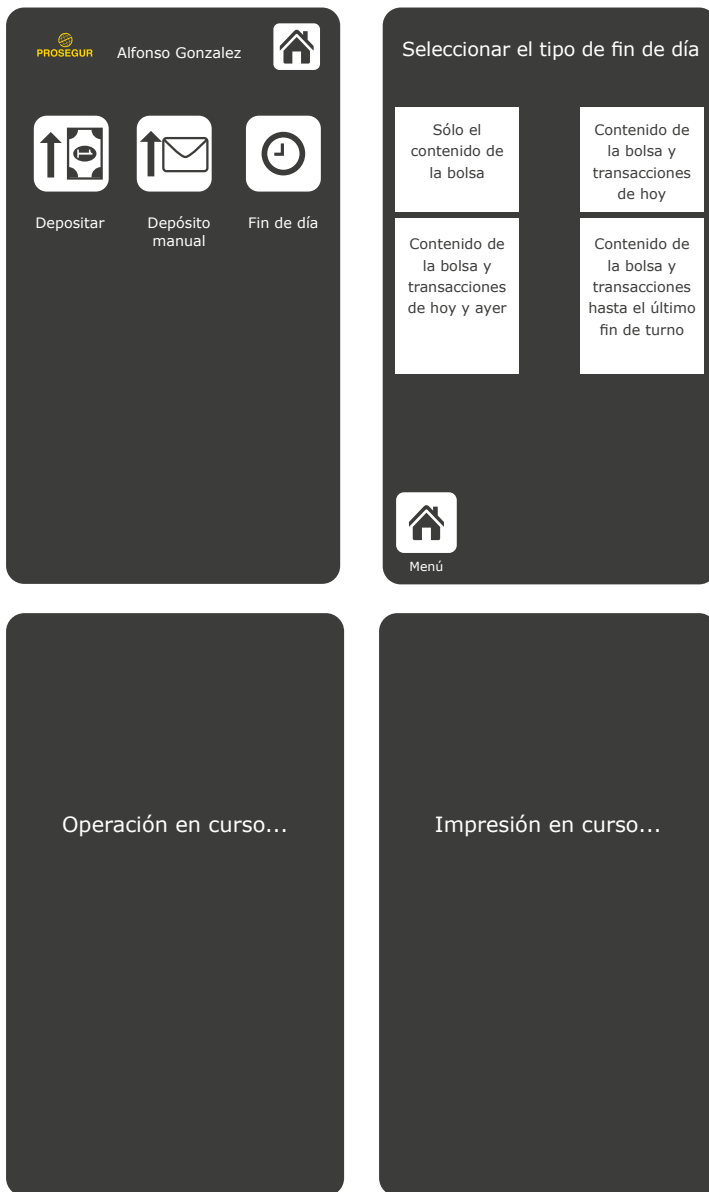 PROSEGUR
Alfonso Gonzalez
1
Depositar
Depósito
manual
Fin de día
Seleccionar el tipo de fin de día
Sólo el
contenido de
la bolsa
Contenido de
la bolsa y
transacciones
de hoy
Contenido de
la bolsa y
transacciones
de hoy y ayer
Contenido de
la bolsa y
transacciones
hasta el último
fin de turno
Menú
Operación en curso...
Impresión en curso...